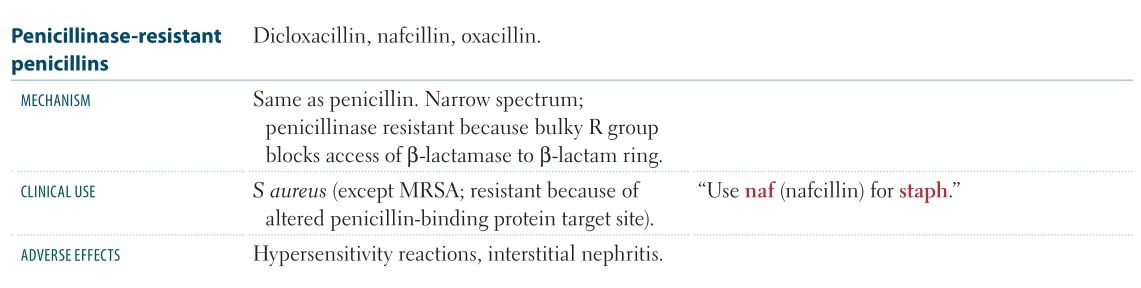 Penicillinase-resistant penicillins
Dicloxacillin, nafcillin, oxacillin.
MECHANISM
Same as penicillin. Narrow spectrum;
penicillinase resistant because bulky R group
blocks access of β-lactamase to β-lactam ring.
CLINICAL USE
S aureus (except MRSA; resistant because of
altered penicillin-binding protein target site).
“Use naf (nafcillin) for staph.”
ADVERSE EFFECTS
Hypersensitivity reactions, interstitial nephritis.